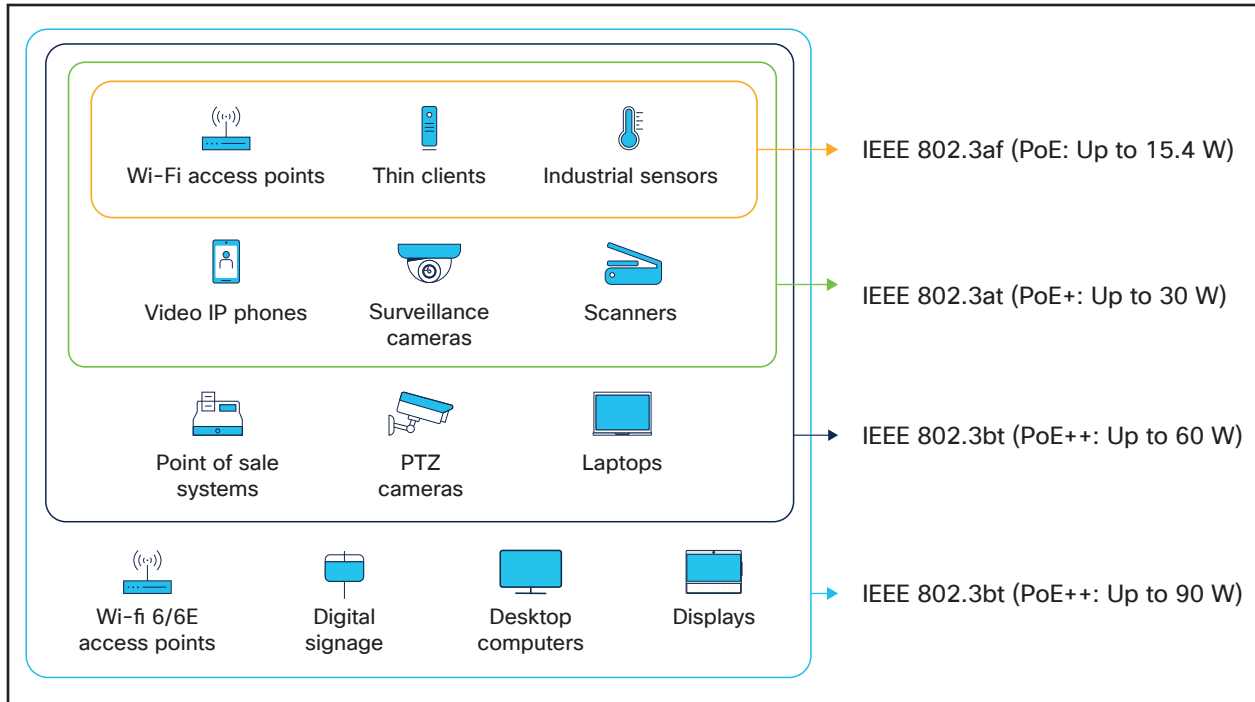 Wi-Fi access points
Thin clients
Industrial sensors
IEEE 802.3af (PoE: Up to 15.4 W)
Video IP phones
Surveillance
cameras
Scanners
IEEE 802.3at (PoE+: Up to 30 W)
Point of sale
systems
PTZ
cameras
Laptops
IEEE 802.3bt (PoE++: Up to 60 W)
Wi-fi 6/6E
access points
Digital
signage
Desktop
computers
Displays
IEEE 802.3bt (PoE++: Up to 90 W)